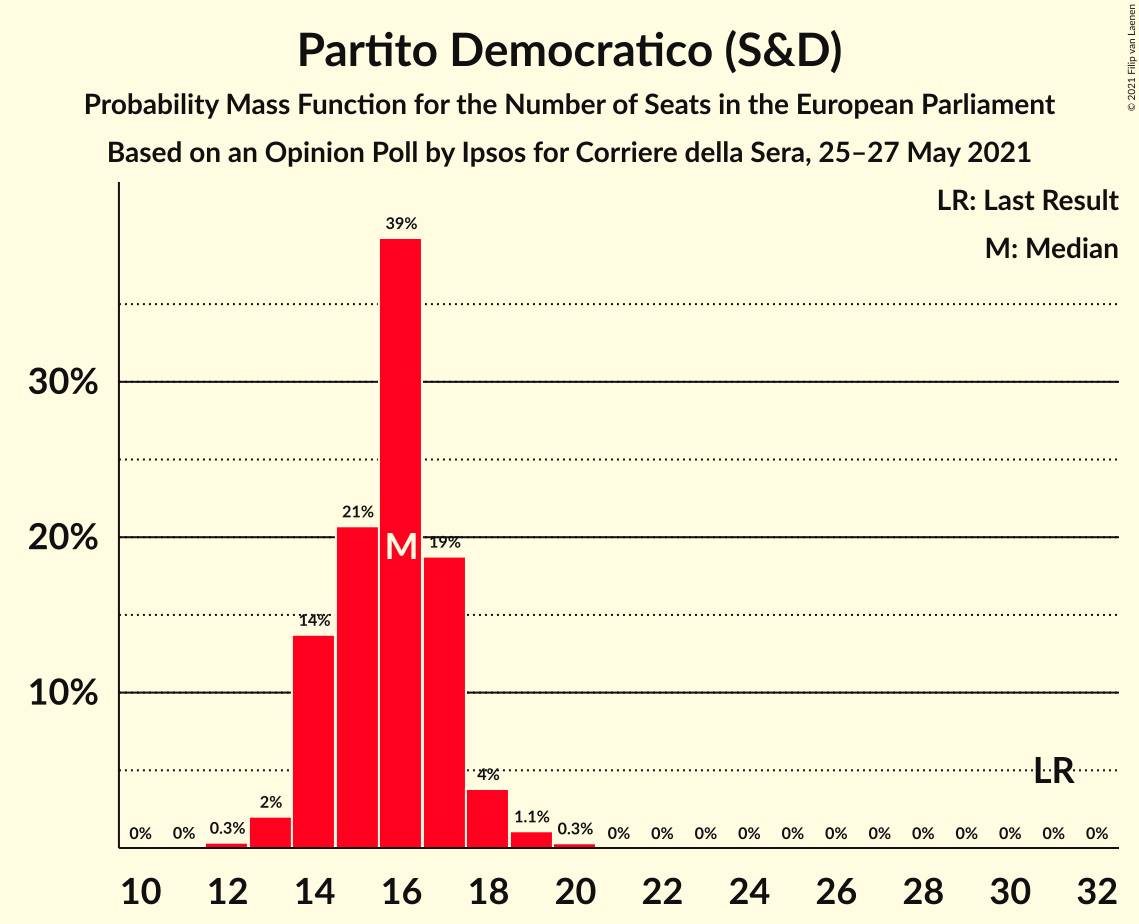 Partito Democratico (S&D)
Probability Mass Function for the Number of Seats in the European Parliament
Based on an Opinion Poll by Ipsos for Corriere della Sera, 25–27 May 2021
© 2021 Filip van Laenen
LR: Last Result
M: Median
30%
20%
10%
0%
0%
0.3%
2%
14%
21%
39%
M
19%
4%
1.1%
0.3%
0%
0%
0%
0%
0%
0%
0%
0%
0%
0%
0%
0%
LR
10 12 14 16 18 20 22 24 26 28 30 32